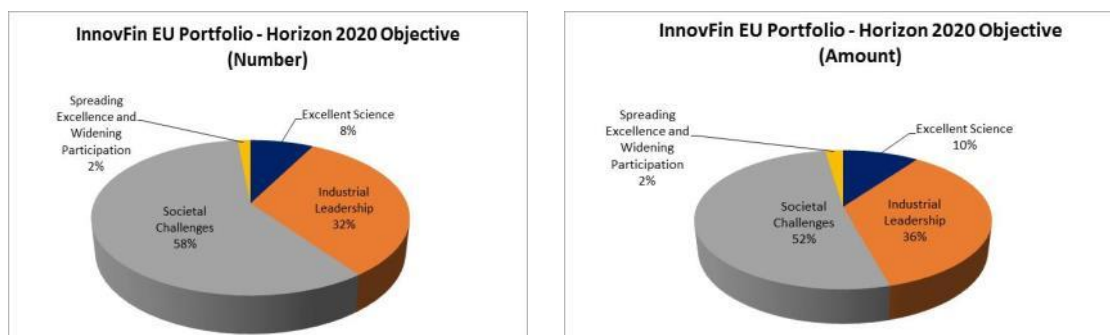 InnovFin EU Portfolio - Horizon 2020 Objective
(Number)
Spreading
Excellence and
Widening
Participation
2%
Excellent Science
8%
Industrial
Leadership
32%
Societal
Challenges
58%
InnovFin EU Portfolio - Horizon 2020 Objective
(Amount)
Spreading
Excellence and
Widening
Participation
2%
Excellent Science
10%
Industrial
Leadership
36%
Societal
Challenges
52%